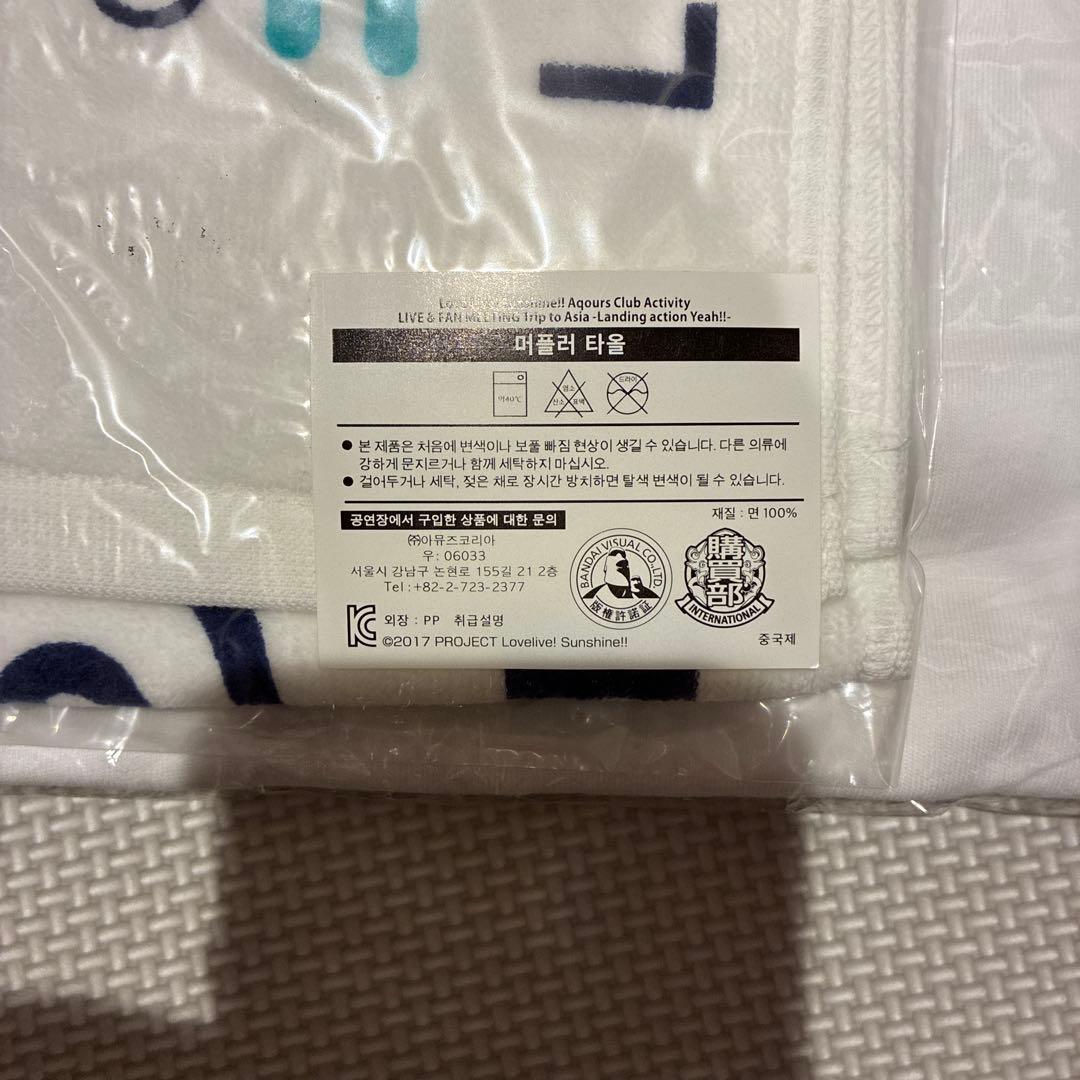 Sunshine!! Aqours Club Activity
LIVE & FAN MEETING Trip to Asia -Landing action Yeah!!-
머플러 타올
약40℃
염소
산소 표백
드라이
● 본 제품은 처음에 변색이나 보풀 빠짐 현상이 생길 수 있습니다. 다른 의류에
강하게 문지르거나 함께 세탁하지 마십시오.
● 걸어두거나 세탁, 젖은 채로 장시간 방치하면 탈색 변색이 될 수 있습니다.
재질 : 면 100%
공연장에서 구입한 상품에 대한 문의
㈜아뮤즈코리아
우: 06033
서울시 강남구 논현로 155길 21 2층
Tel : +82-2-723-2377
BANDAI VISUAL CO.,LTD.
版権許諾証
購買部
INTERNATIONAL
KC 외장 : PP 취급설명
©2017 PROJECT Lovelive! Sunshine!!
중국제